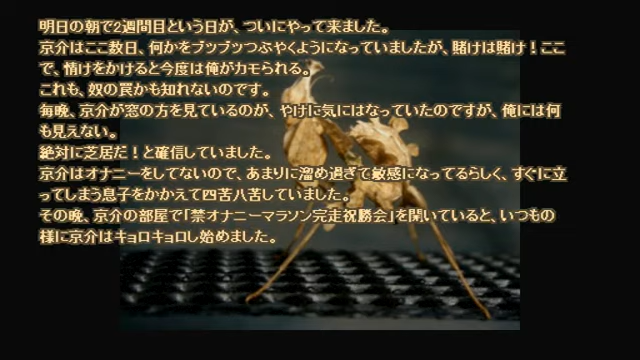 明日の朝で2週間目という日が、ついにやって来ました。
京介はここ数日、何かをブツブツつぶやくようになっていましたが、賭けは賭け！ここ
で、情けをかけると今度は俺がカモられる。
これも、奴の罠かも知れないのです。
毎晩、京介が窓の方を見ているのが、やけに気にはなっていたのですが、俺には何
も見えない。
絶対に芝居だ！と確信していました。
京介はオナニーをしてないので、あまりに溜め過ぎて敏感になってるらしく、すぐに立
ってしまう息子をかかえて四苦八苦していました。
その晩、京介の部屋で「禁オナニーマラソン完走祝勝会」を開いていると、いつもの
様に京介はキョロキョロし始めました。